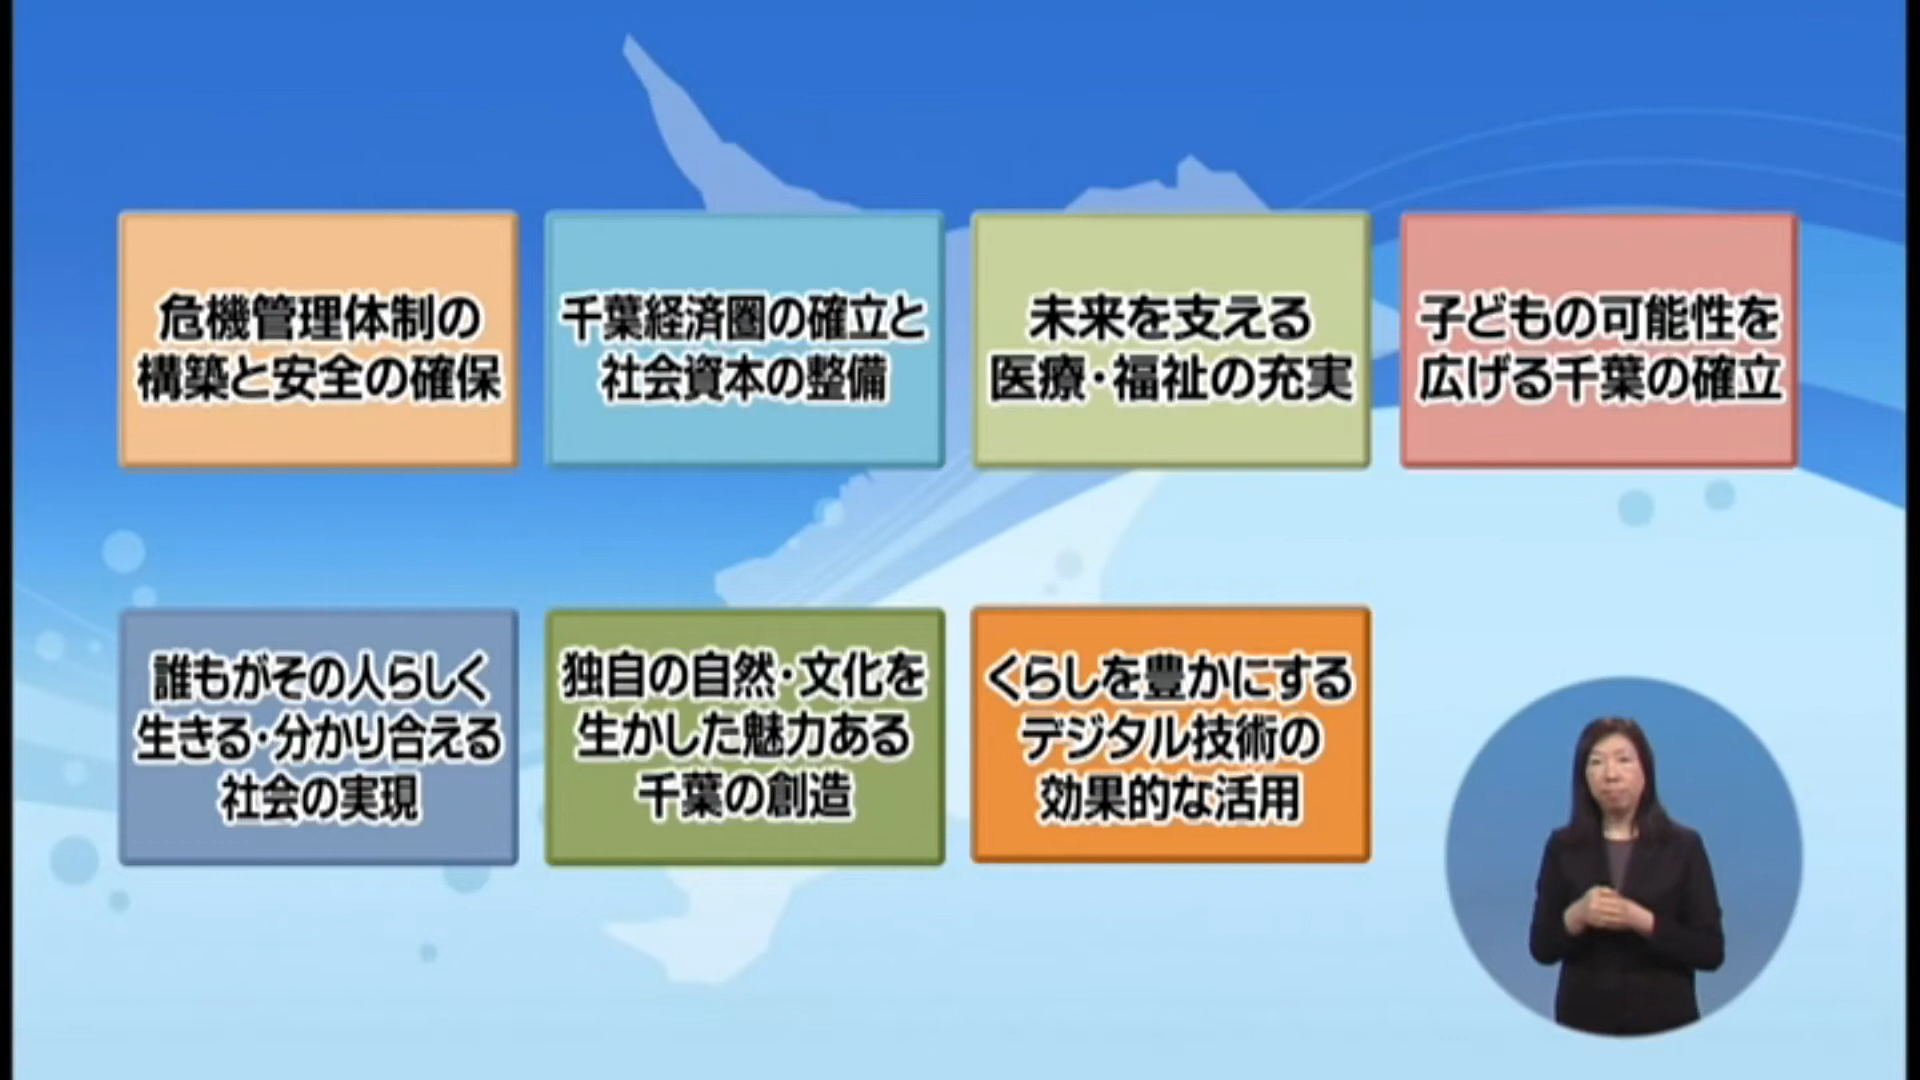 危機管理体制の
構築と安全の確保
千葉経済圏の確立と
社会資本の整備
未来を支える
医療・福祉の充実
子どもの可能性を
広げる千葉の確立
誰もがその人らしく
生きる・分かり合える
社会の実現
独自の自然・文化を
生かした魅力ある
千葉の創造
くらしを豊かにする
デジタル技術の
効果的な活用